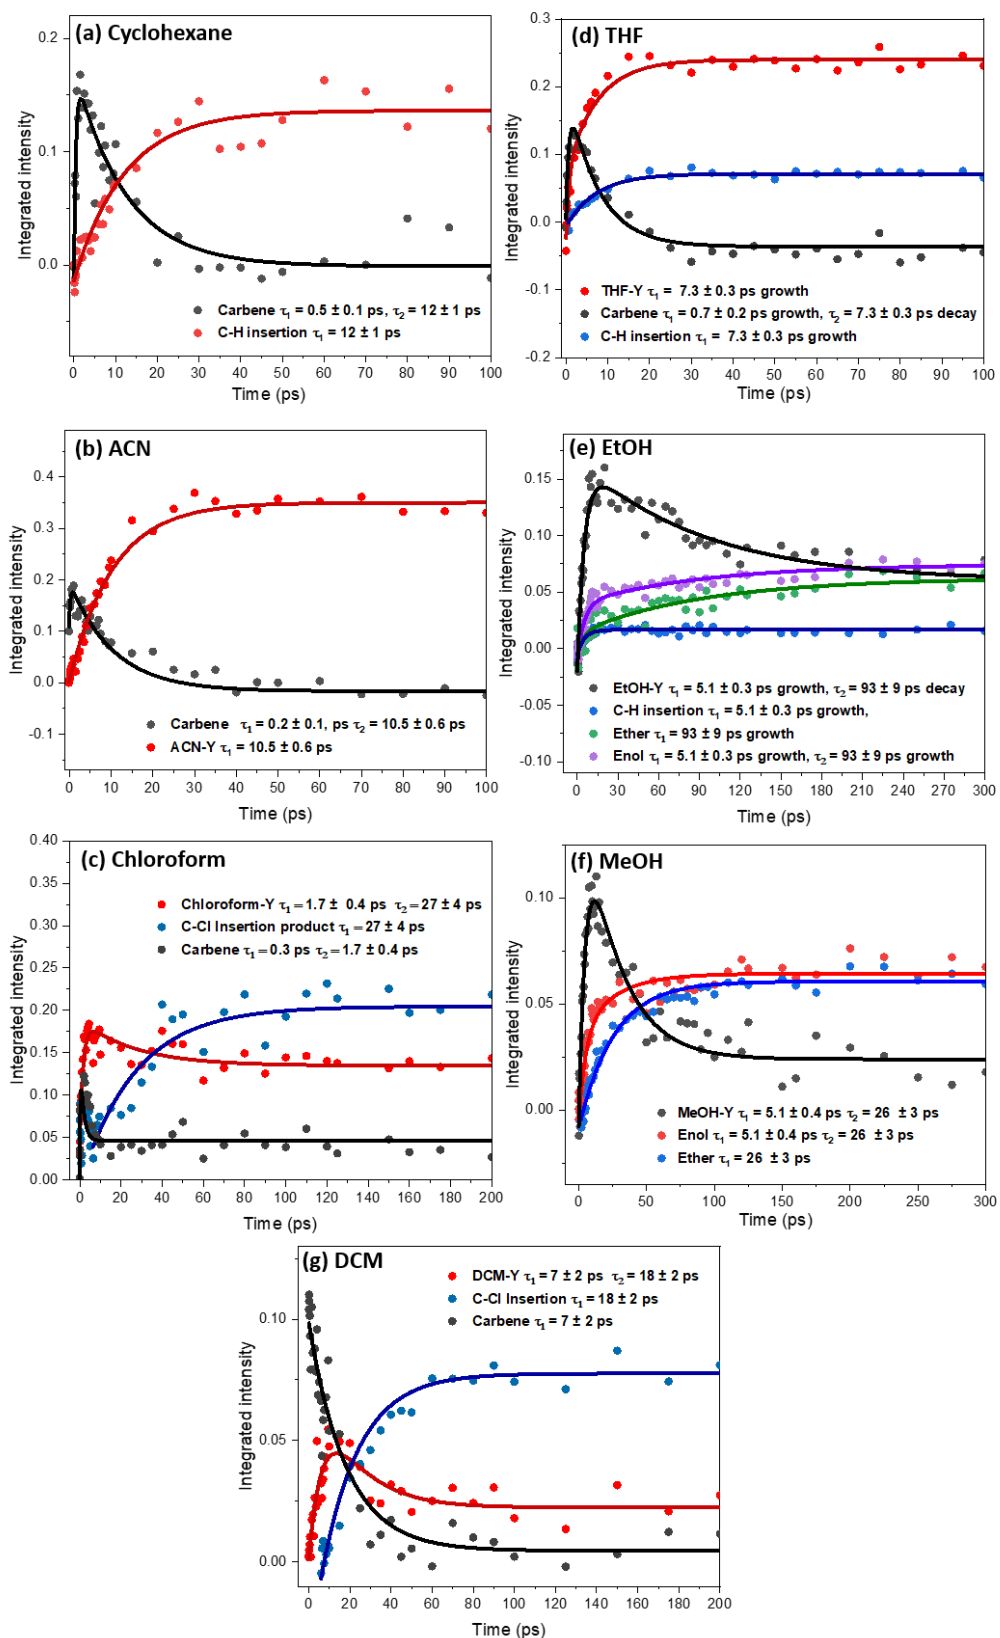 (a) Cyclohexane
0.2
0.1
0.0
Integrated intensity
Carbene τ1 = 0.5 ± 0.1 ps, τ2 = 12 ± 1 ps
C-H insertion τ1 = 12 ± 1 ps
0 10 20 30 40 50 60 70 80 90 100
Time (ps)
(d) THF
0.3
0.2
0.1
0.0
-0.1
-0.2
Integrated intensity
THF-Y τ1 = 7.3 ± 0.3 ps growth
Carbene τ1 = 0.7 ± 0.2 ps growth, τ2 = 7.3 ± 0.3 ps decay
C-H insertion τ1 = 7.3 ± 0.3 ps growth
0 10 20 30 40 50 60 70 80 90 100
Time (ps)
(b) ACN
0.4
0.3
0.2
0.1
0.0
-0.1
Integrated intensity
Carbene τ1 = 0.2 ± 0.1, ps τ2 = 10.5 ± 0.6 ps
ACN-Y τ1 = 10.5 ± 0.6 ps
0 10 20 30 40 50 60 70 80 90 100
Time (ps)
(e) EtOH
0.15
0.10
0.05
0.00
-0.05
-0.10
Integrated intensity
EtOH-Y τ1 = 5.1 ± 0.3 ps growth, τ2 = 93 ± 9 ps decay
C-H insertion τ1 = 5.1 ± 0.3 ps growth,
Ether τ1 = 93 ± 9 ps growth
Enol τ1 = 5.1 ± 0.3 ps growth, τ2 = 93 ± 9 ps growth
0 30 60 90 120 150 180 210 240 270 300
Time (ps)
(c) Chloroform
0.40
0.35
0.30
0.25
0.20
0.15
0.10
0.05
0.00
Integrated intensity
Chloroform-Y τ1 = 1.7 ± 0.4 ps τ2 = 27 ± 4 ps
C-Cl Insertion product τ1 = 27 ± 4 ps
Carbene τ1 = 0.3 ps τ2 = 1.7 ± 0.4 ps
0 20 40 60 80 100 120 140 160 180 200
Time (ps)
(f) MeOH
0.10
0.05
0.00
Integrated intensity
MeOH-Y τ1 = 5.1 ± 0.4 ps τ2 = 26 ± 3 ps
Enol τ1 = 5.1 ± 0.4 ps τ2 = 26 ± 3 ps
Ether τ1 = 26 ± 3 ps
0 50 100 150 200 250 300
Time (ps)
(g) DCM
0.10
0.05
0.00
Integrated intensity
DCM-Y τ1 = 7 ± 2 ps τ2 = 18 ± 2 ps
C-Cl Insertion τ1 = 18 ± 2 ps
Carbene τ1 = 7 ± 2 ps
0 20 40 60 80 100 120 140 160 180 200
Time (ps)